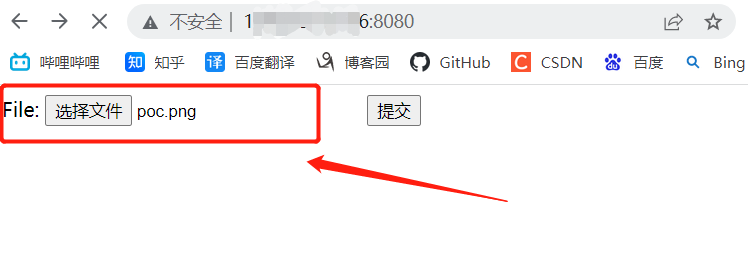 不安全 1 6:8080
哔哩哔哩 知 知乎 译 百度翻译 博客园 GitHub C CSDN 百度 Bing
File: 选择文件 poc.png 提交